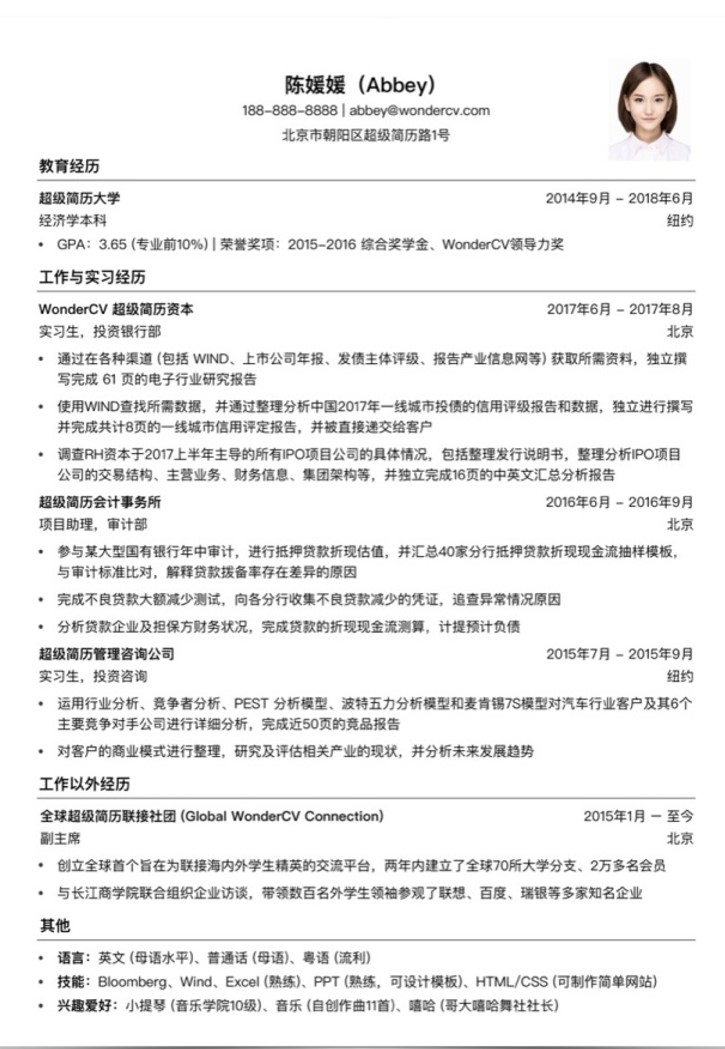 陈媛媛（Abbey）
188-888-8888 | abbey@wondercv.com
北京市朝阳区超级简历路1号
教育经历
超级简历大学 2014年9月 - 2018年6月
经济学本科 纽约
• GPA：3.65 (专业前10%) | 荣誉奖项：2015-2016 综合奖学金、WonderCV领导力奖
工作与实习经历
WonderCV 超级简历资本 2017年6月 - 2017年8月
实习生，投资银行部 北京
• 通过在各种渠道 (包括 WIND、上市公司年报、发债主体评级、报告产业信息网等) 获取所需资料，独立撰
写完成 61 页的电子行业研究报告
• 使用WIND查找所需数据，并通过整理分析中国2017年一线城市投债的信用评级报告和数据，独立进行撰写
并完成共计8页的一线城市信用评定报告，并被直接递交给客户
• 调查RH资本于2017上半年主导的所有IPO项目公司的具体情况，包括整理发行说明书，整理分析IPO项目
公司的交易结构、主营业务、财务信息、集团架构等，并独立完成16页的中英文汇总分析报告
超级简历会计事务所 2016年6月 - 2016年9月
项目助理，审计部 北京
• 参与某大型国有银行年中审计，进行抵押贷款折现估值，并汇总40家分行抵押贷款折现现金流抽样模板，
与审计标准比对，解释贷款拨备率存在差异的原因
• 完成不良贷款大额减少测试，向各分行收集不良贷款减少的凭证，追查异常情况原因
• 分析贷款企业及担保方财务状况，完成贷款的折现现金流测算，计提预计负债
超级简历管理咨询公司 2015年7月 - 2015年9月
实习生，投资咨询 纽约
• 运用行业分析、竞争者分析、PEST 分析模型、波特五力分析模型和麦肯锡7S模型对汽车行业客户及其6个
主要竞争对手公司进行详细分析，完成近50页的竞品报告
• 对客户的商业模式进行整理，研究及评估相关产业的现状，并分析未来发展趋势
工作以外经历
全球超级简历联接社团 (Global WonderCV Connection) 2015年1月 — 至今
副主席 北京
• 创立全球首个旨在为联接海内外学生精英的交流平台，两年内建立了全球70所大学分支、2万多名会员
• 与长江商学院联合组织企业访谈，带领数百名外学生领袖参观了联想、百度、瑞银等多家知名企业
其他
• 语言：英文 (母语水平)、普通话 (母语)、粤语 (流利)
• 技能：Bloomberg、Wind、Excel (熟练)、PPT (熟练，可设计模板)、HTML/CSS (可制作简单网站)
• 兴趣爱好：小提琴 (音乐学院10级)、音乐 (自创作曲11首)、嘻哈 (哥大嘻哈舞社社长)